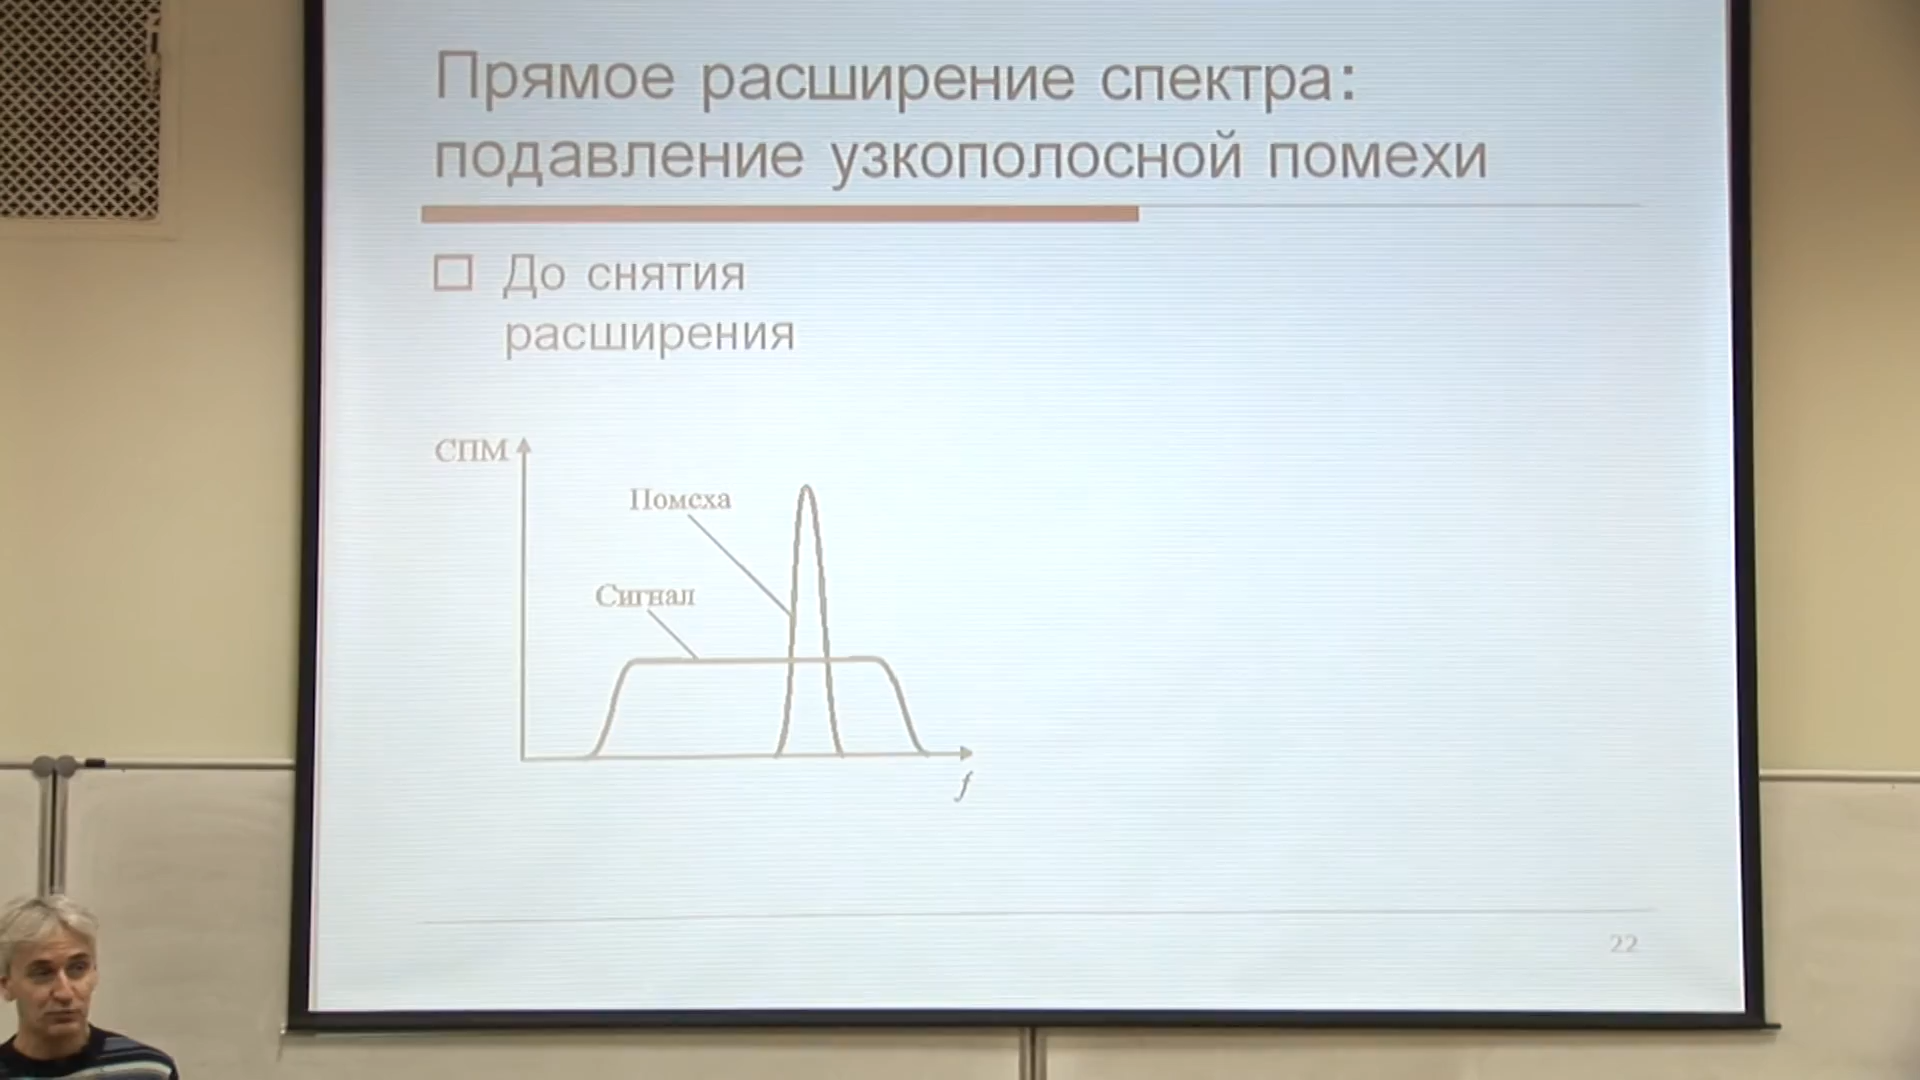 Прямое расширение спектра:
подавление узкополосной помехи
До снятия
расширения
СПМ
Помеха
Сигнал
f
22